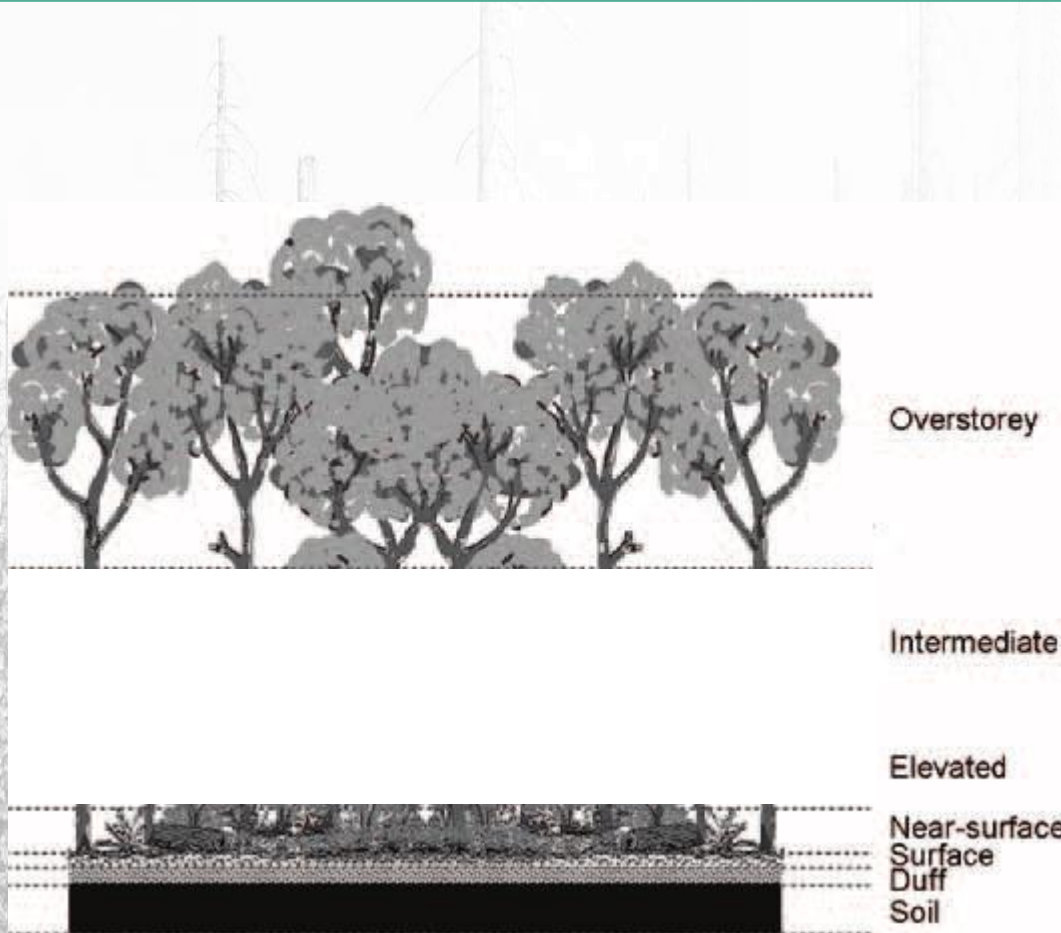 Overstorey
Intermediate
Elevated
Near-surface
Surface
Duff
Soil